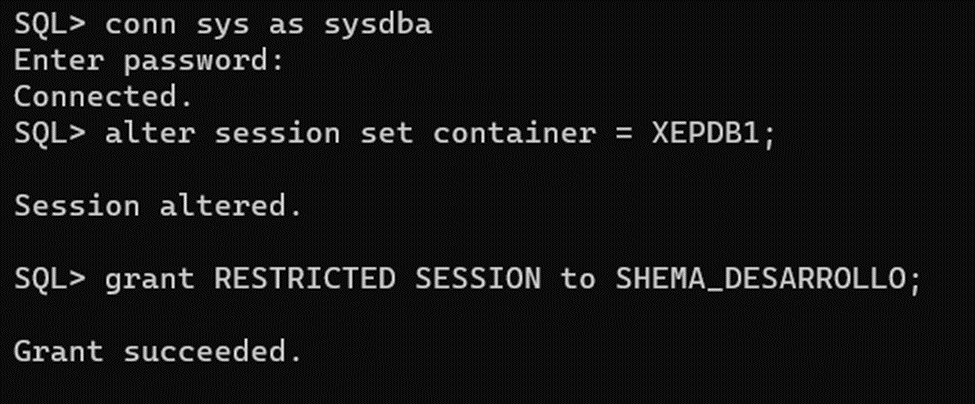 SQL> conn sys as sysdba
Enter password:
Connected.
SQL> alter session set container = XEPDB1;
Session altered.
SQL> grant RESTRICTED SESSION to SHEMA_DESARROLLO;
Grant succeeded.